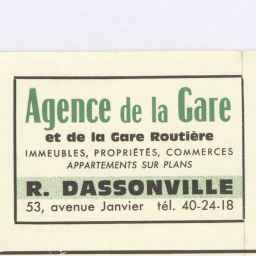 Agence de la Gare
et de la Gare Routière
IMMEUBLES, PROPRIÉTÉS, COMMERCES
APPARTEMENTS SUR PLANS
R. DASSONVILLE
53, avenue Janvier tél. 40-24-18